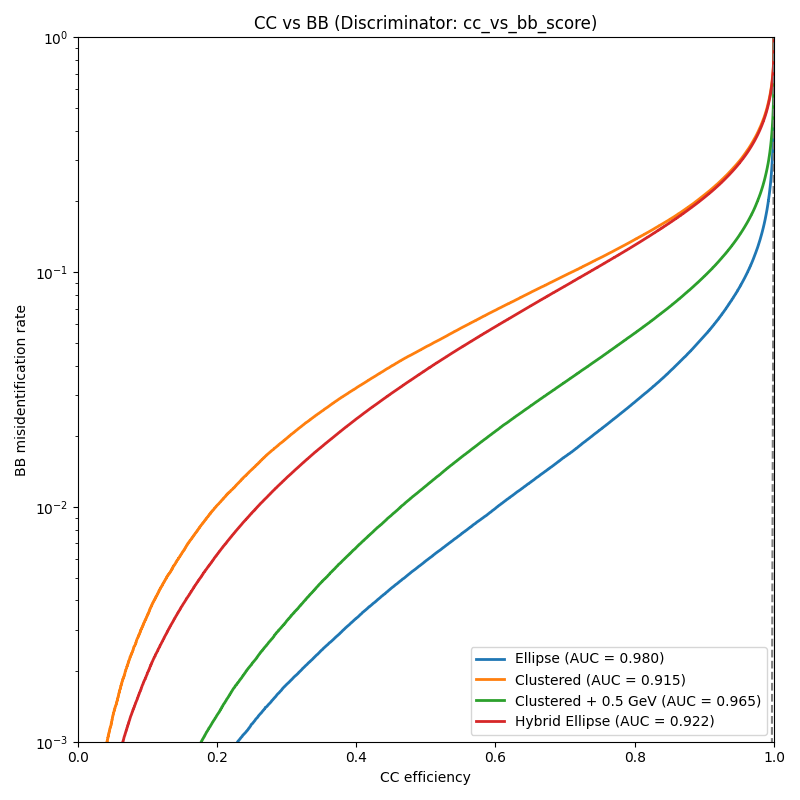 CC vs BB (Discriminator: cc_vs_bb_score)
10⁰
10⁻¹
10⁻²
10⁻³
BB misidentification rate
Ellipse (AUC = 0.980)
Clustered (AUC = 0.915)
Clustered + 0.5 GeV (AUC = 0.965)
Hybrid Ellipse (AUC = 0.922)
0.0 0.2 0.4 0.6 0.8 1.0
CC efficiency